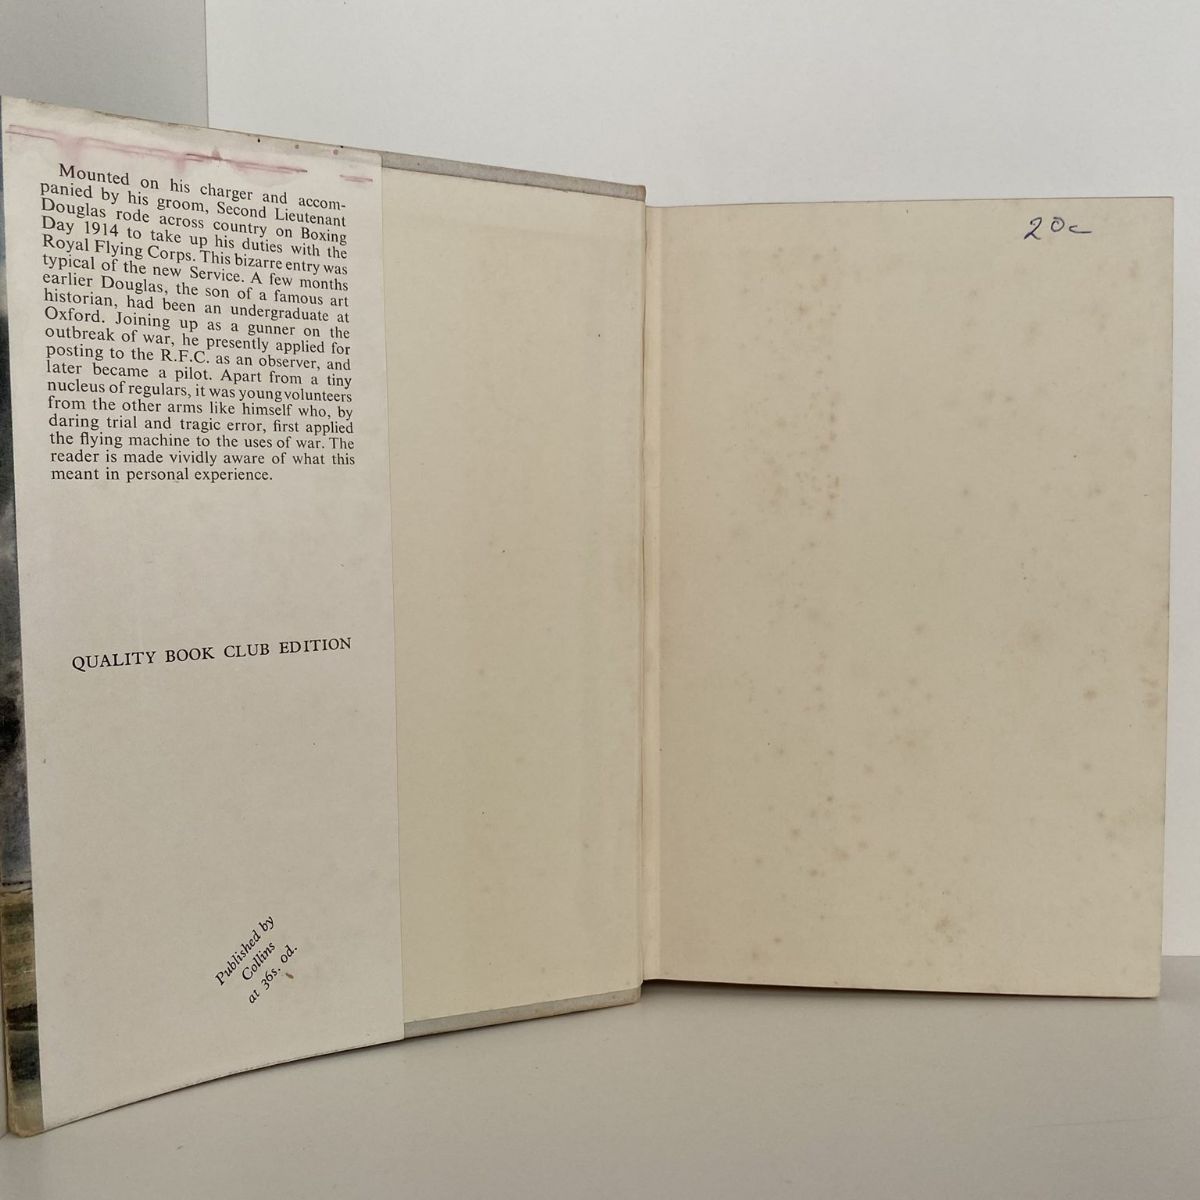 Mounted on his charger and accom-
panied by his groom, Second Lieutenant
Douglas rode across country on Boxing
Day 1914 to take up his duties with the
Royal Flying Corps. This bizarre entry was
typical of the new Service. A few months
earlier Douglas, the son of a famous art
historian, had been an undergraduate at
Oxford. Joining up as a gunner on the
outbreak of war, he presently applied for
posting to the R.F.C. as an observer, and
later became a pilot. Apart from a tiny
nucleus of regulars, it was young volunteers
from the other arms like himself who, by
daring trial and tragic error, first applied
the flying machine to the uses of war. The
reader is made vividly aware of what this
meant in personal experience.
QUALITY BOOK CLUB EDITION
Published by
Collins
at 36s. od.
20c